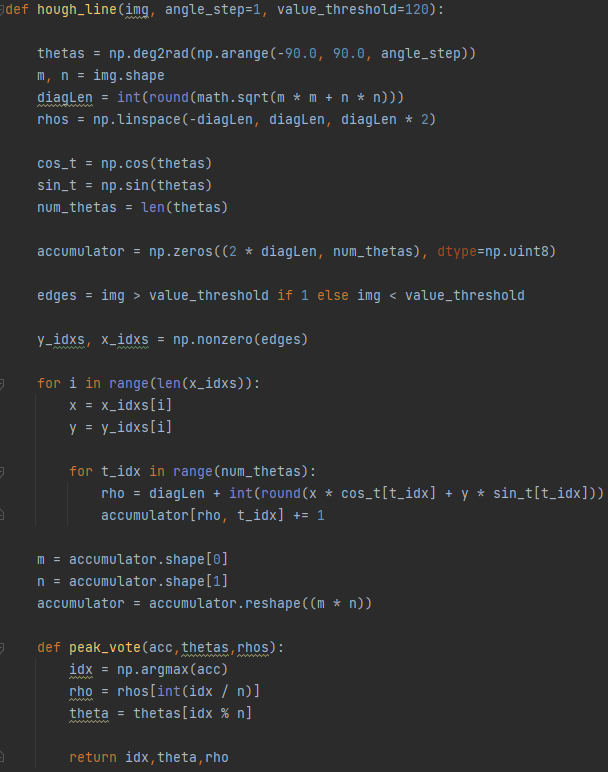 def hough_line(img, angle_step=1, value_threshold=120):
    thetas = np.deg2rad(np.arange(-90.0, 90.0, angle_step))
    m, n = img.shape
    diagLen = int(round(math.sqrt(m * m + n * n)))
    rhos = np.linspace(-diagLen, diagLen, diagLen * 2)
    cos_t = np.cos(thetas)
    sin_t = np.sin(thetas)
    num_thetas = len(thetas)
    accumulator = np.zeros((2 * diagLen, num_thetas), dtype=np.uint8)
    edges = img > value_threshold if 1 else img < value_threshold
    y_idxs, x_idxs = np.nonzero(edges)
    for i in range(len(x_idxs)):
        x = x_idxs[i]
        y = y_idxs[i]
        for t_idx in range(num_thetas):
            rho = diagLen + int(round(x * cos_t[t_idx] + y * sin_t[t_idx]))
            accumulator[rho, t_idx] += 1
    m = accumulator.shape[0]
    n = accumulator.shape[1]
    accumulator = accumulator.reshape((m * n))
    def peak_vote(acc,thetas,rhos):
        idx = np.argmax(acc)
        rho = rhos[int(idx / n)]
        theta = thetas[idx % n]
        return idx,theta,rho